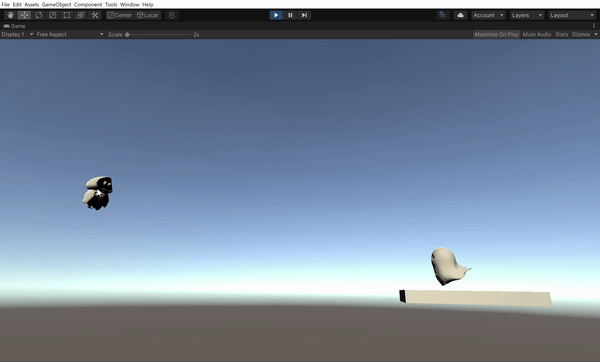 File Edit Assets GameObject Component Tools Window Help
Center Local Account Layers Layout
Game
Display 1 Free Aspect Scale 2x Maximize On Play Mute Audio Stats Gizmos